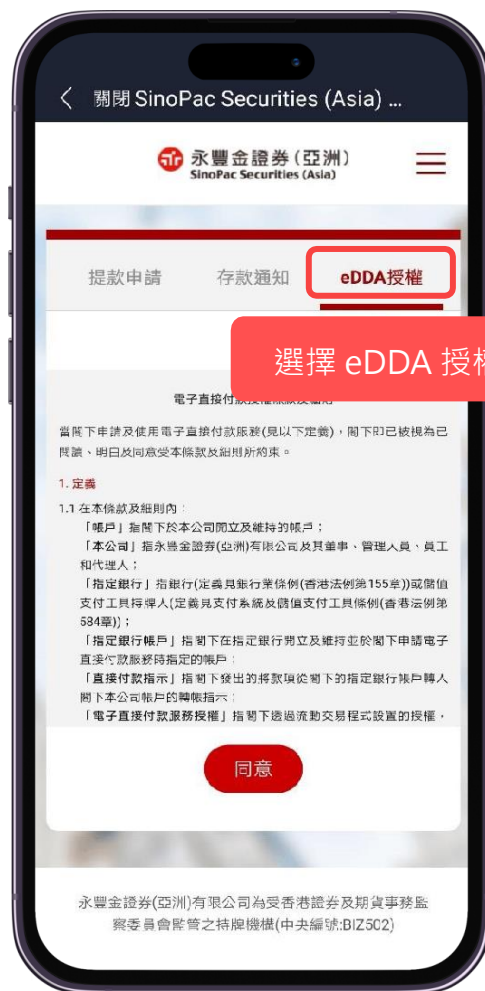 關閉 SinoPac Securities (Asia) ...
永豐金證券(亞洲)
SinoPac Securities (Asia)
提款申請
存款通知
eDDA授權
選擇 eDDA 授
電子直接付
當閣下申請及使用電子直接付款服務(見以下定義),閣下即已被視為已
閱讀、明白及同意受本條款及細則所約束。
1. 定義
1.1 在本條款及細則內:
「帳戶」指閣下於本公司開立及維持的帳戶;
「本公司」指永豐金證券(亞洲)有限公司及其董事、管理人員、員工
和代理人;
「指定銀行」指銀行(定義見銀行業條例(香港法例第155章))或儲值
支付工具持牌人(定義見支付系統及儲值支付工具條例(香港法例第
584章));
「指定銀行帳戶」指閣下在指定銀行開立及維持並於閣下申請電子
直接付款服務時指定的帳戶;
「直接付款指示」指閣下發出的將款項從閣下的指定銀行帳戶轉入
閣下本公司帳戶的轉帳指示;
「電子直接付款服務授權」指閣下透過流動交易程式設置的授權,
同意
永豐金證券(亞洲)有限公司為受香港證券及期貨事務監
察委員會監管之持牌機構(中央編號:BIZ502)